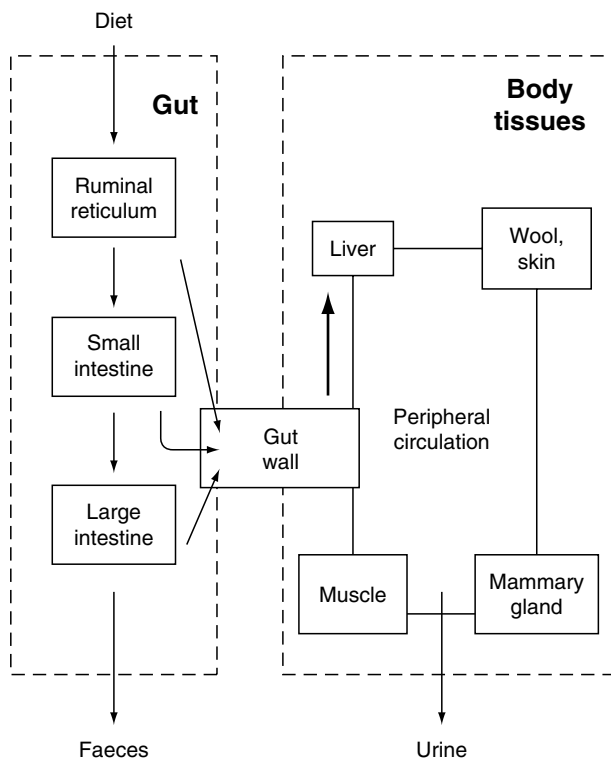 Diet
Gut
Body
tissues
Ruminal
reticulum
Liver
Wool,
skin
Small
intestine
Gut
wall
Peripheral
circulation
Large
intestine
Muscle
Mammary
gland
Faeces
Urine